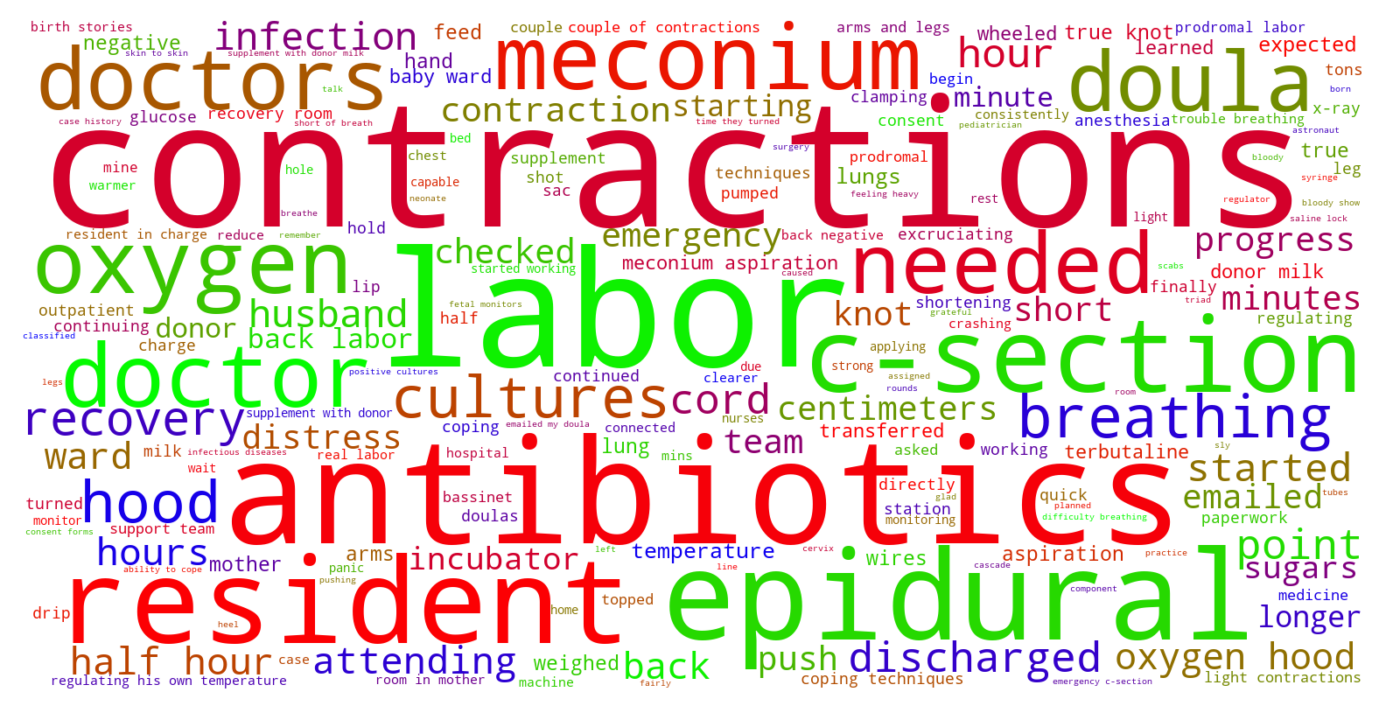 birth stories
infection
couple
couple of contractions
arms and legs
wheeled
true knot
prodromal labor
negative
feed
meconium
hour
learned
expected
skin to skin
supplement with donor milk
doctors
hand
doula
tons
baby ward
begin
talk
clamping
minute
born
contraction
starting
x-ray
case history
glucose
recovery room
short of breath
time they turned
consent
consistently
pediatrician
anesthesia
trouble breathing
astronaut
contractions
surgery
bed
mine
chest
supplement
prodromal
true
bloody
warmer
hole
capable
shot
techniques
lungs
leg
neonate
sac
pumped
feeling heavy
rest
regulator
syringe
bloody show
breathe
light
saline lock
resident in charge
reduce
remember
hold
emergency
back negative
excruciating
progress
oxygen
checked
labor
meconium aspiration
needed
started working
caused
scabs
donor milk
lip
finally
outpatient
husband
fetal monitors
shortening
short
triad
minutes
continuing
donor
half
knot
grateful
crashing
regulating
classified
back labor
charge
applying
c-section
doctor
positive cultures
due
strong
legs
continued
clearer
assigned
rounds
room
cultures
cord
centimeters
breathing
recovery
supplement with donor
coping
emailed my doula
connected
nurses
transferred
distress
team
ward
milk
infectious diseases
real labor
hospital
lung
mins
asked
working
terbutaline
sly
wait
antibiotics
started
hood
bassinet
directly
quick
emailed
tubes
turned
glad
planned
monitor
doulas
station
monitoring
difficulty breathing
paperwork
consent forms
support team
hours
mother
arms
incubator
left
temperature
cervix
wires
aspiration
practice
point
ability to cope
panic
pushing
line
cascade
sugars
resident
epidural
component
medicine
drip
home
topped
longer
heel
half hour
case
attending
weighed
back
push
discharged
oxygen hood
regulating his own temperature
room in mother
machine
fairly
coping techniques
emergency c-section
light contractions